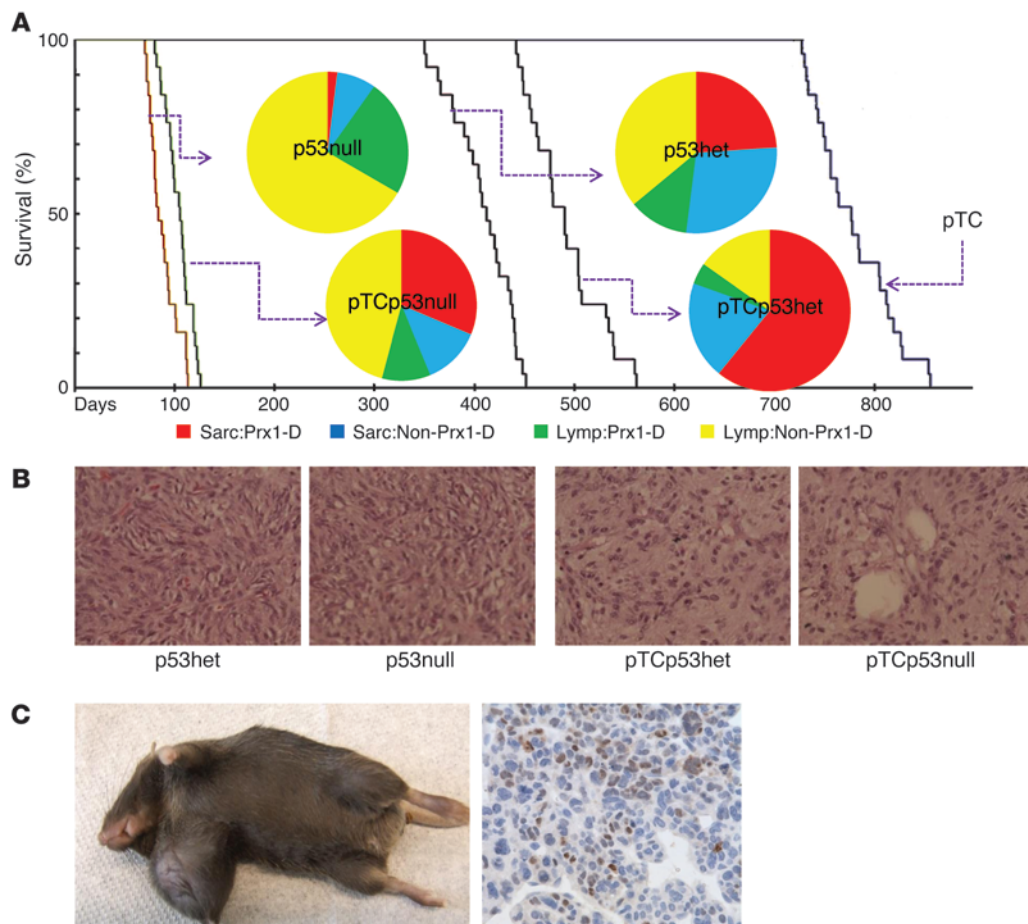 A
100
p53null
p53het
pTC
50
Survival (%)
pTCp53null
pTCp53het
0
Days 100 200 300 400 500 600 700 800
Sarc:Prx1-D Sarc:Non-Prx1-D Lymp:Prx1-D Lymp:Non-Prx1-D
B
p53het p53null pTCp53het pTCp53null
C